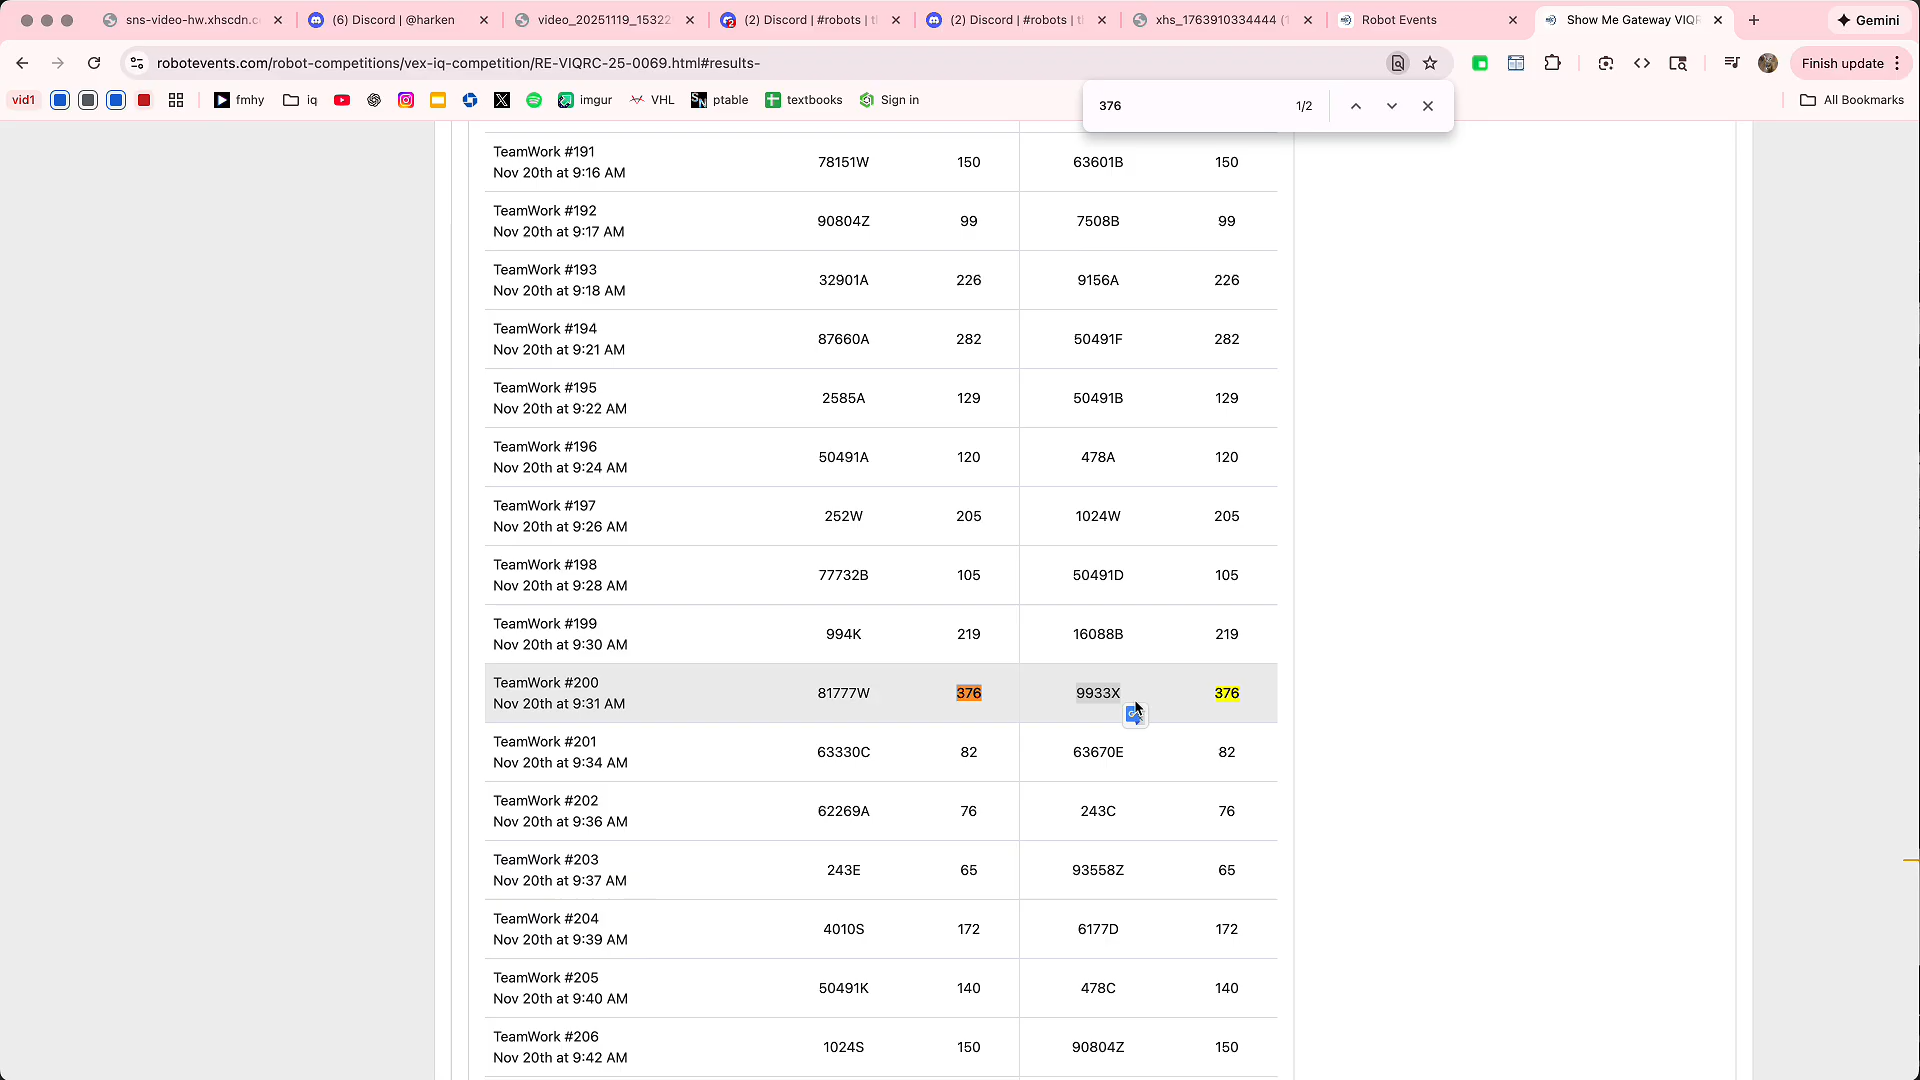 sns-video-hw.xhscdn.c
(6) Discord | @harken
video_20251119_15322
(2) Discord | #robots | t
(2) Discord | #robots | t
xhs_1763910334444 (1
Robot Events
Show Me Gateway VIQR
Gemini
robotevents.com/robot-competitions/vex-iq-competition/RE-VIQRC-25-0069.html#results-
Finish update
vid1
fmhy
iq
imgur
VHL
ptable
textbooks
Sign in
All Bookmarks
376 1/2
TeamWork #191
Nov 20th at 9:16 AM
78151W 150 63601B 150
TeamWork #192
Nov 20th at 9:17 AM
90804Z 99 7508B 99
TeamWork #193
Nov 20th at 9:18 AM
32901A 226 9156A 226
TeamWork #194
Nov 20th at 9:21 AM
87660A 282 50491F 282
TeamWork #195
Nov 20th at 9:22 AM
2585A 129 50491B 129
TeamWork #196
Nov 20th at 9:24 AM
50491A 120 478A 120
TeamWork #197
Nov 20th at 9:26 AM
252W 205 1024W 205
TeamWork #198
Nov 20th at 9:28 AM
77732B 105 50491D 105
TeamWork #199
Nov 20th at 9:30 AM
994K 219 16088B 219
TeamWork #200
Nov 20th at 9:31 AM
81777W 376 9933X 376
TeamWork #201
Nov 20th at 9:34 AM
63330C 82 63670E 82
TeamWork #202
Nov 20th at 9:36 AM
62269A 76 243C 76
TeamWork #203
Nov 20th at 9:37 AM
243E 65 93558Z 65
TeamWork #204
Nov 20th at 9:39 AM
4010S 172 6177D 172
TeamWork #205
Nov 20th at 9:40 AM
50491K 140 478C 140
TeamWork #206
Nov 20th at 9:42 AM
1024S 150 90804Z 150